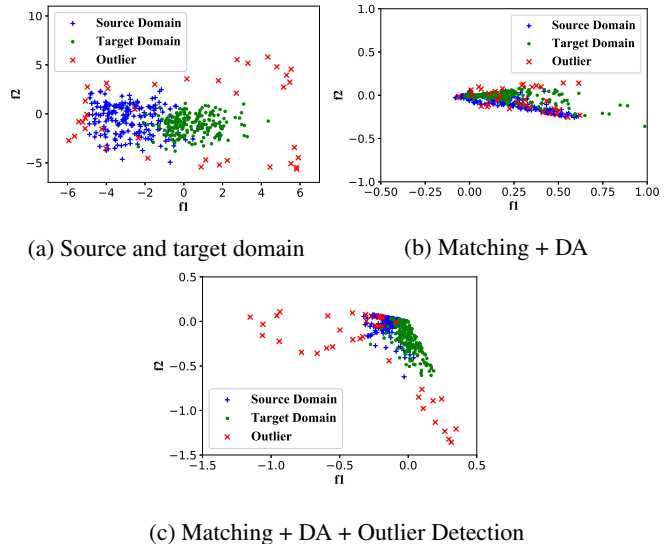 10
5
0
−5
f2
Source Domain
Target Domain
Outlier
−6 −4 −2 0 2 4 6
f1
(a) Source and target domain
1.0
0.5
0.0
−0.5
−1.0
f2
Source Domain
Target Domain
Outlier
−0.50 −0.25 0.00 0.25 0.50 0.75 1.00
f1
(b) Matching + DA
0.5
0.0
−0.5
−1.0
−1.5
f2
Source Domain
Target Domain
Outlier
−1.5 −1.0 −0.5 0.0 0.5
f1
(c) Matching + DA + Outlier Detection